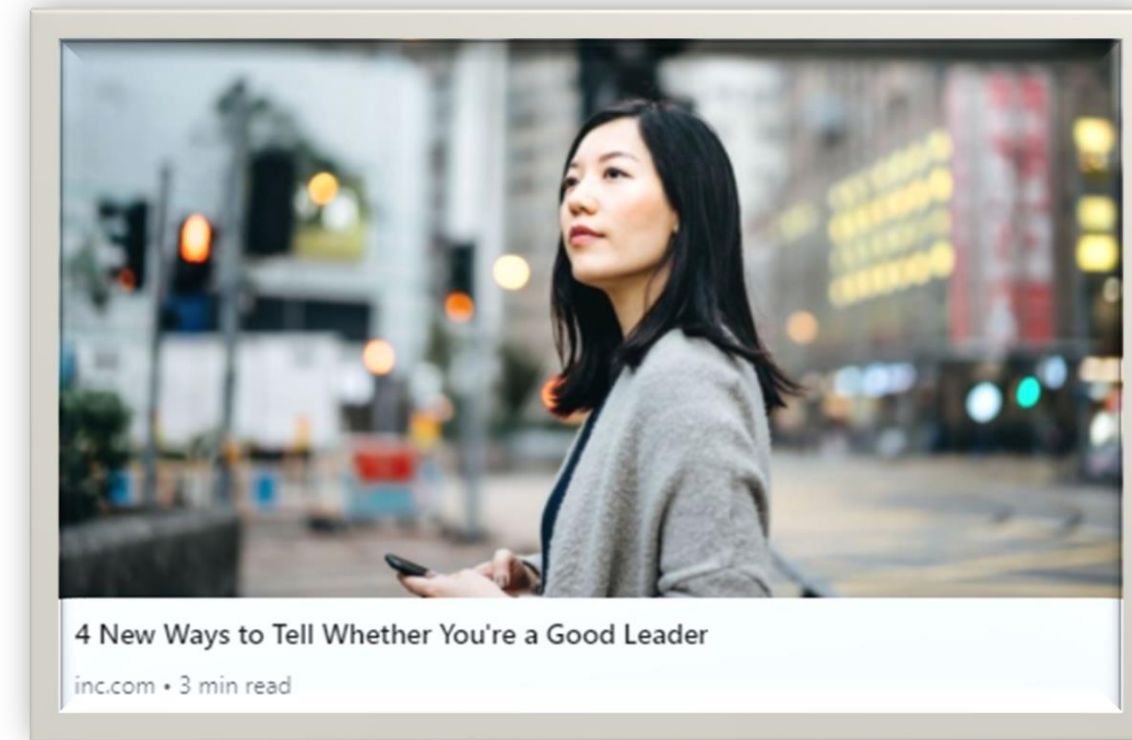 4 New Ways to Tell Whether You're a Good Leader
inc.com • 3 min read